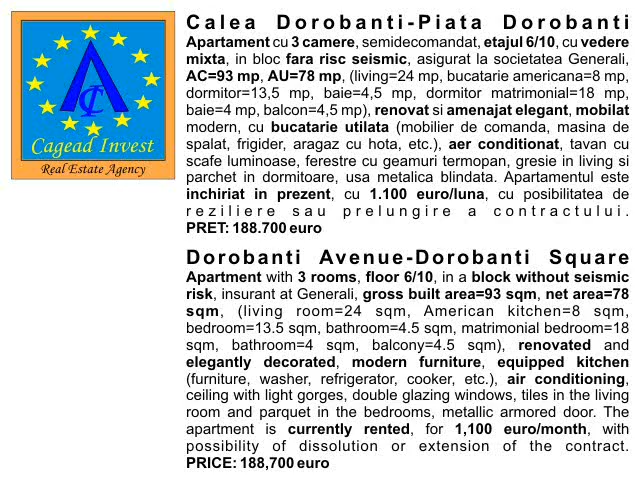 Cagead Invest
Real Estate Agency
Calea Dorobanti-Piata Dorobanti
Apartament cu 3 camere, semidecomandat, etajul 6/10, cu vedere
mixta, in bloc fara risc seismic, asigurat la societatea Generali,
AC=93 mp, AU=78 mp, (living=24 mp, bucatarie americana=8 mp,
dormitor=13,5 mp, baie=4,5 mp, dormitor matrimonial=18 mp,
baie=4 mp, balcon=4,5 mp), renovat si amenajat elegant, mobilat
modern, cu bucatarie utilata (mobilier de comanda, masina de
spalat, frigider, aragaz cu hota, etc.), aer conditionat, tavan cu
scafe luminoase, ferestre cu geamuri termopan, gresie in living si
parchet in dormitoare, usa metalica blindata. Apartamentul este
inchiriat in prezent, cu 1.100 euro/luna, cu posibilitatea de
reziliere sau prelungire a contractului.
PRET: 188.700 euro
Dorobanti Avenue-Dorobanti Square
Apartment with 3 rooms, floor 6/10, in a block without seismic
risk, insurant at Generali, gross built area=93 sqm, net area=78
sqm, (living room=24 sqm, American kitchen=8 sqm,
bedroom=13.5 sqm, bathroom=4.5 sqm, matrimonial bedroom=18
sqm, bathroom=4 sqm, balcony=4.5 sqm), renovated and
elegantly decorated, modern furniture, equipped kitchen
(furniture, washer, refrigerator, cooker, etc.), air conditioning,
ceiling with light gorges, double glazing windows, tiles in the living
room and parquet in the bedrooms, metallic armored door. The
apartment is currently rented, for 1,100 euro/month, with
possibility of dissolution or extension of the contract.
PRICE: 188,700 euro